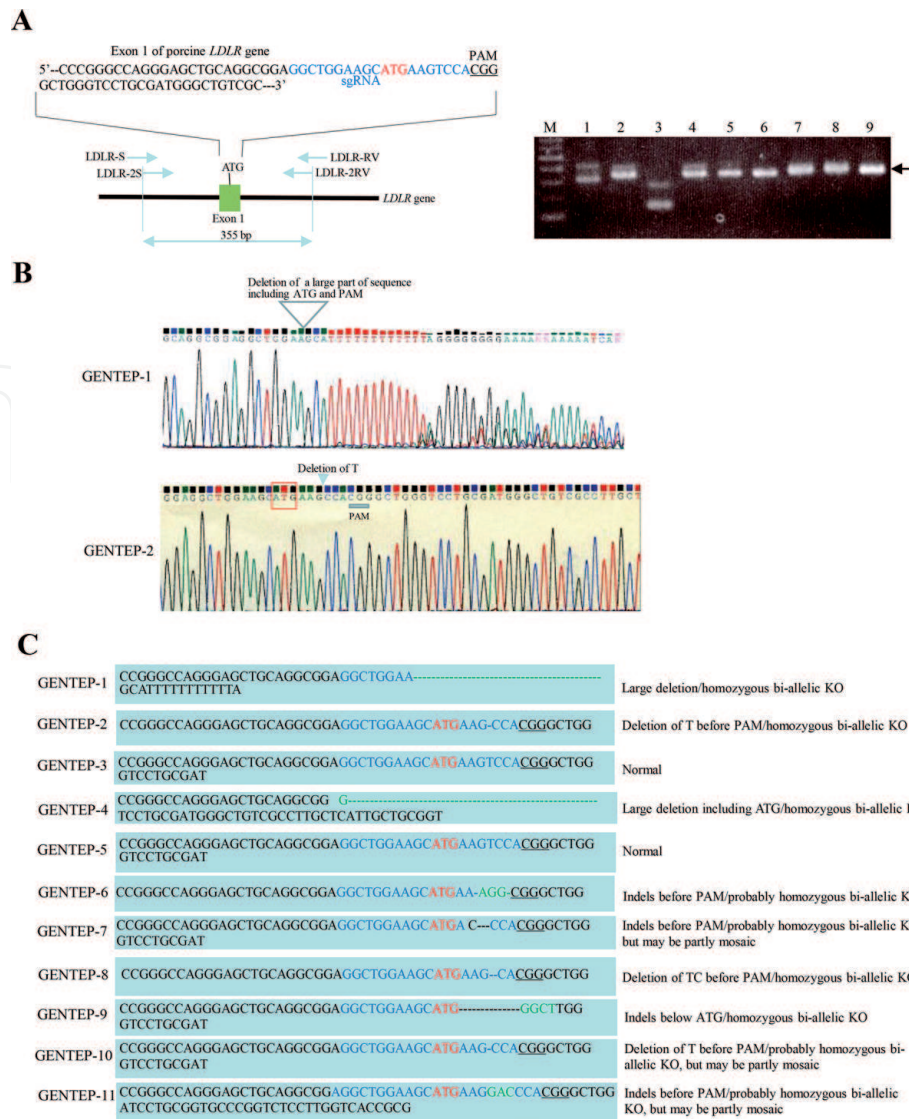 A
Exon 1 of porcine LDLR gene
PAM
5’--CCCGGGCCAGGGAGCTGCAGGCGGAGGCTGGAAGCATGAAGTCCACGG
sgRNA
GCTGGGTCCTGCGATGGGCTGTCGC---3’
LDLR-S
LDLR-2S
ATG
LDLR-RV
LDLR-2RV
LDLR gene
Exon 1
355 bp
M 1 2 3 4 5 6 7 8 9
B
Deletion of a large part of sequence
including ATG and PAM
GENTEP-1
Deletion of T
GGAGGCTGGAAGCATGAAGCCACGGGCTGGGTCCTGCGATGGGCTGTCGCCTTGCT
PAM
GENTEP-2
C
GENTEP-1
CCGGGCCAGGGAGCTGCAGGCGGAGGCTGGAA
GCATTTTTTTTTTTA
Large deletion/homozygous bi-allelic KO
GENTEP-2
CCGGGCCAGGGAGCTGCAGGCGGAGGCTGGAAGCATGAAG-CCACGGGCTGG
Deletion of T before PAM/homozygous bi-allelic KO
GENTEP-3
CCGGGCCAGGGAGCTGCAGGCGGAGGCTGGAAGCATGAAGTCCACGGGCTGG
GTCCTGCGAT
Normal
GENTEP-4
CCGGGCCAGGGAGCTGCAGGCGG G
TCCTGCGATGGGCTGTCGCCTTGCTCATTGCTGCGGT
Large deletion including ATG/homozygous bi-allelic
GENTEP-5
CCGGGCCAGGGAGCTGCAGGCGGAGGCTGGAAGCATGAAGTCCACGGGCTGG
GTCCTGCGAT
Normal
GENTEP-6
CCGGGCCAGGGAGCTGCAGGCGGAGGCTGGAAGCATGAA-AGG-CGGGCTGG
Indels before PAM/probably homozygous bi-allelic
GENTEP-7
CCGGGCCAGGGAGCTGCAGGCGGAGGCTGGAAGCATGA C---CCACGGGCTGG
GTCCTGCGAT
Indels before PAM/probably homozygous bi-allelic
but may be partly mosaic
GENTEP-8
CCGGGCCAGGGAGCTGCAGGCGGAGGCTGGAAGCATGAAG--CACGGGCTGG
Deletion of TC before PAM/homozygous bi-allelic
GENTEP-9
CCGGGCCAGGGAGCTGCAGGCGGAGGCTGGAAGCATG--------------GGCTTGG
GTCCTGCGAT
Indels below ATG/homozygous bi-allelic KO
GENTEP-10
CCGGGCCAGGGAGCTGCAGGCGGAGGCTGGAAGCATGAAG-CCACGGGCTGG
GTCCTGCGAT
Deletion of T before PAM/probably homozygous bi-
allelic KO, but may be partly mosaic
GENTEP-11
CCGGGCCAGGGAGCTGCAGGCGGAGGCTGGAAGCATGAAGGACCCACGGGCTGG
ATCCTGCGGTGCCCGGTCTCCTTGGTCACCGCG
Indels before PAM/probably homozygous bi-allelic
KO, but may be partly mosaic